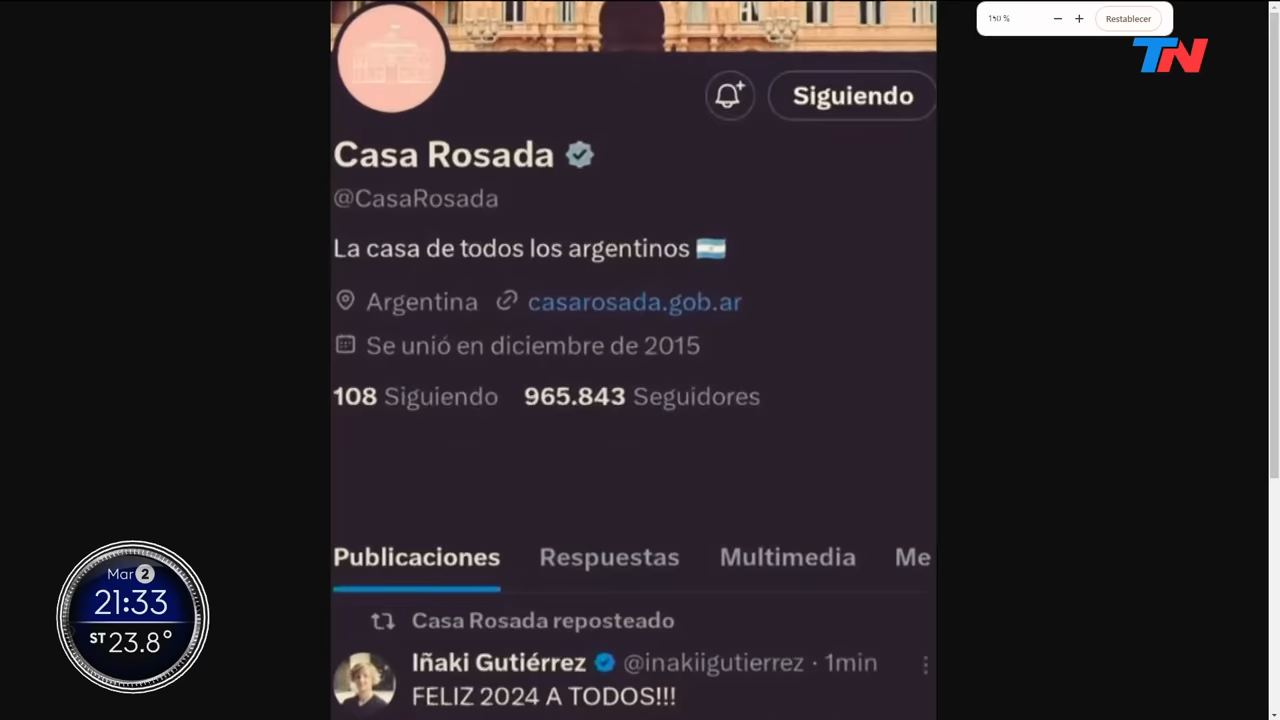 150 %
Restablecer
TN
Siguiendo
Casa Rosada
@CasaRosada
La casa de todos los argentinos 🇦🇷
Argentina casarosada.gob.ar
Se unió en diciembre de 2015
108 Siguiendo 965.843 Seguidores
Publicaciones Respuestas Multimedia Me
Casa Rosada reposteado
Iñaki Gutiérrez @inakiigutierrez · 1min
FELIZ 2024 A TODOS!!!
Mar 2
21:33
ST 23.8°